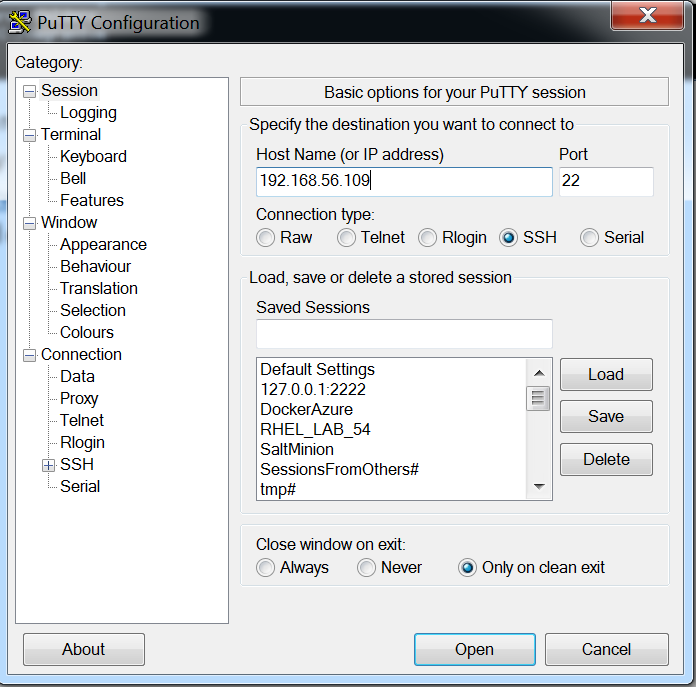 PuTTY Configuration
Category:
Session
Logging
Terminal
Keyboard
Bell
Features
Window
Appearance
Behaviour
Translation
Selection
Colours
Connection
Data
Proxy
Telnet
Rlogin
SSH
Serial
Basic options for your PuTTY session
Specify the destination you want to connect to
Host Name (or IP address) Port
192.168.56.109 22
Connection type:
Raw Telnet Rlogin SSH Serial
Load, save or delete a stored session
Saved Sessions
Default Settings
127.0.0.1:2222
DockerAzure
RHEL_LAB_54
SaltMinion
SessionsFromOthers#
tmp#
Load
Save
Delete
Close window on exit:
Always Never Only on clean exit
About Open Cancel